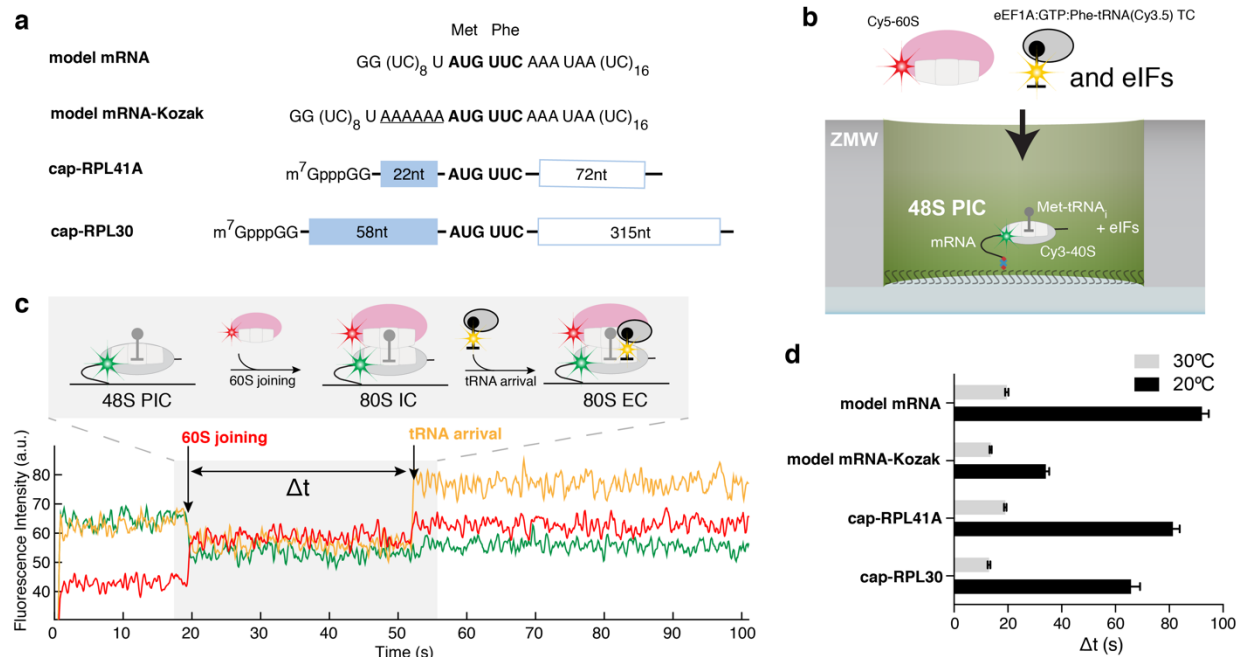 a
Met Phe
model mRNA
GG (UC)8 U AUG UUC AAA UAA (UC)16
model mRNA-Kozak
GG (UC)8 U AAAAAA AUG UUC AAA UAA (UC)16
cap-RPL41A
m7GpppGG 22nt AUG UUC 72nt
cap-RPL30
m7GpppGG 58nt AUG UUC 315nt
b
Cy5-60S
eEF1A:GTP:Phe-tRNA(Cy3.5) TC
and eIFs
ZMW
48S PIC
Met-tRNAi
+ eIFs
mRNA
Cy3-40S
c
60S joining
tRNA arrival
48S PIC
80S IC
80S EC
60S joining
tRNA arrival
Δt
Fluorescence Intensity (a.u.)
80
70
60
50
40
0 10 20 30 40 50 60 70 80 90 100
Time (s)
d
30ºC
20ºC
model mRNA
model mRNA-Kozak
cap-RPL41A
cap-RPL30
0 20 40 60 80 100
Δt (s)